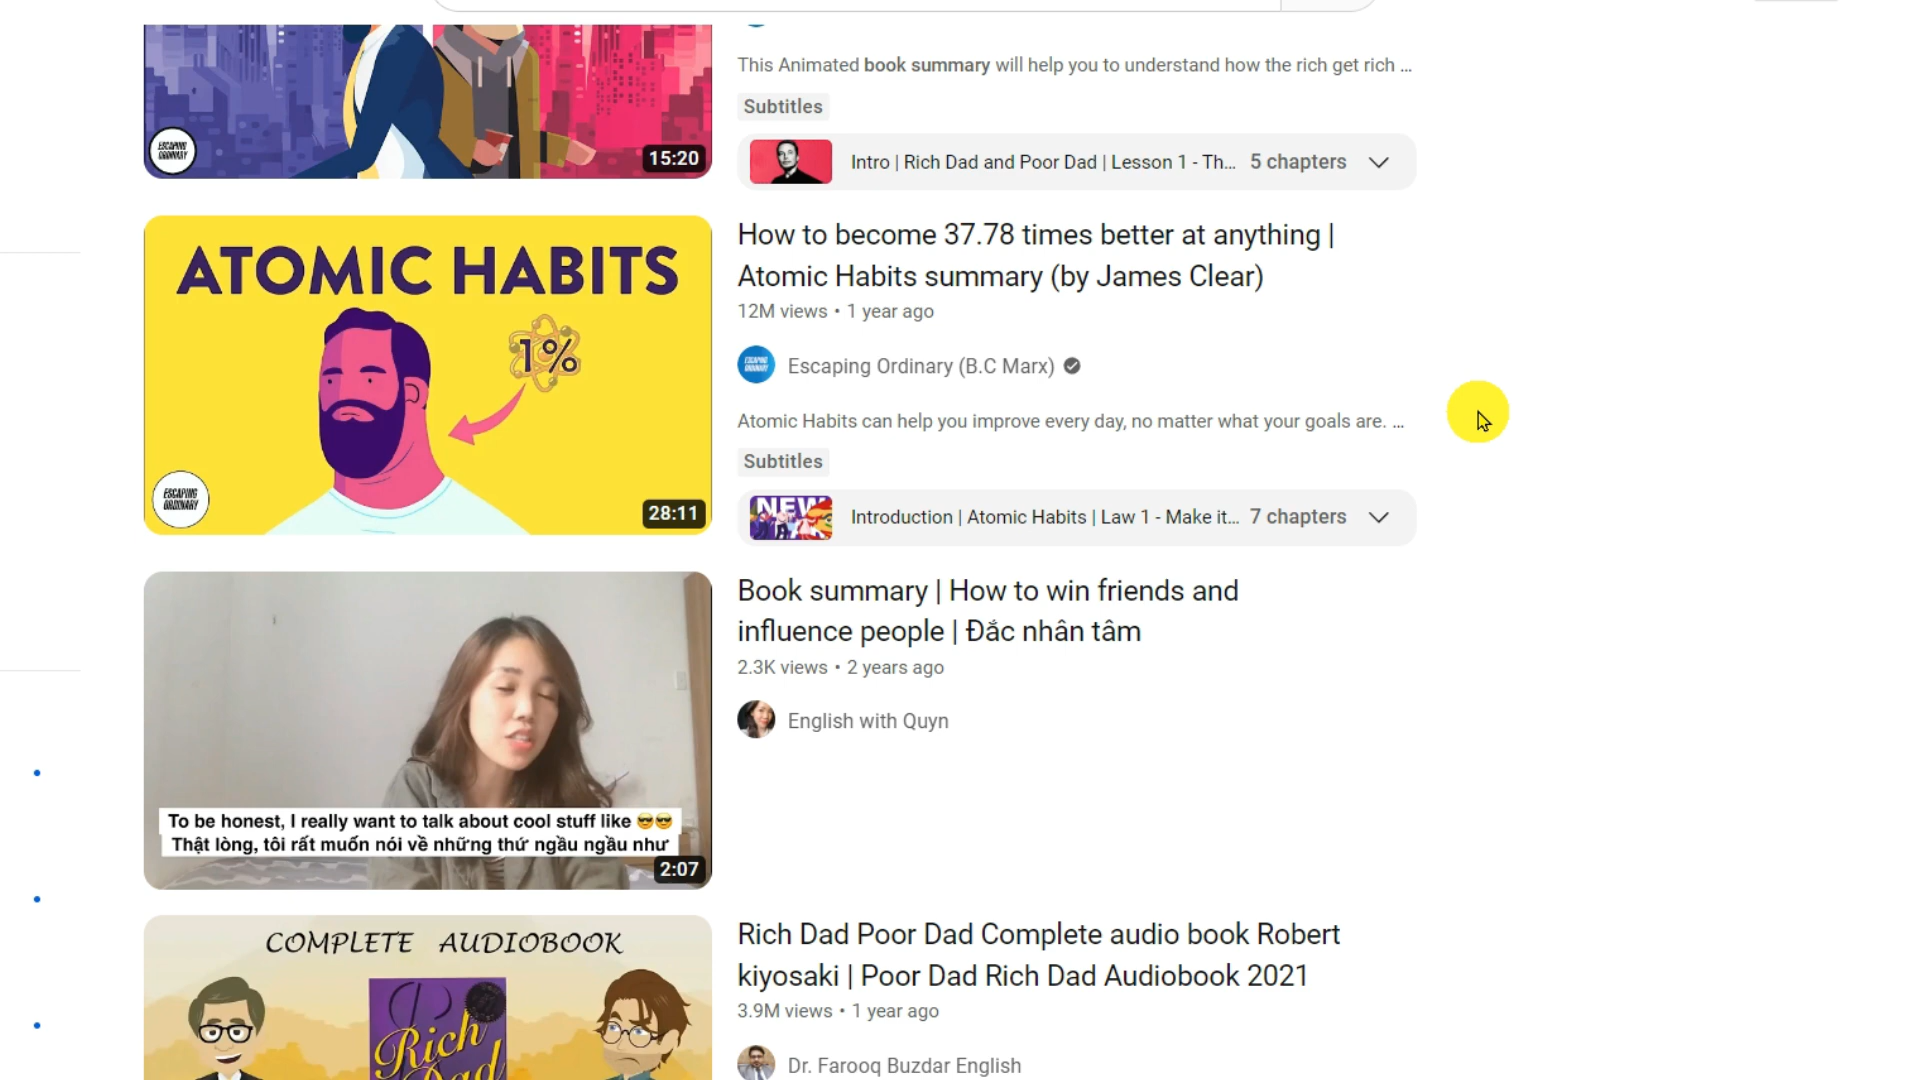 This Animated book summary will help you to understand how the rich get rich ...
Subtitles
ESCAPING
ORDINARY
15:20
Intro | Rich Dad and Poor Dad | Lesson 1 - Th...
5 chapters
ATOMIC HABITS
1%
ESCAPING
ORDINARY
28:11
How to become 37.78 times better at anything |
Atomic Habits summary (by James Clear)
12M views • 1 year ago
ESCAPING
ORDINARY
Escaping Ordinary (B.C Marx)
Atomic Habits can help you improve every day, no matter what your goals are. ...
Subtitles
NEW
Introduction | Atomic Habits | Law 1 - Make it...
7 chapters
To be honest, I really want to talk about cool stuff like 😎😎
Thật lòng, tôi rất muốn nói về những thứ ngầu ngầu như
2:07
Book summary | How to win friends and
influence people | Đắc nhân tâm
2.3K views • 2 years ago
English with Quyn
COMPLETE AUDIOBOOK
Rich
Dad
Rich Dad Poor Dad Complete audio book Robert
kiyosaki | Poor Dad Rich Dad Audiobook 2021
3.9M views • 1 year ago
Dr. Farooq Buzdar English